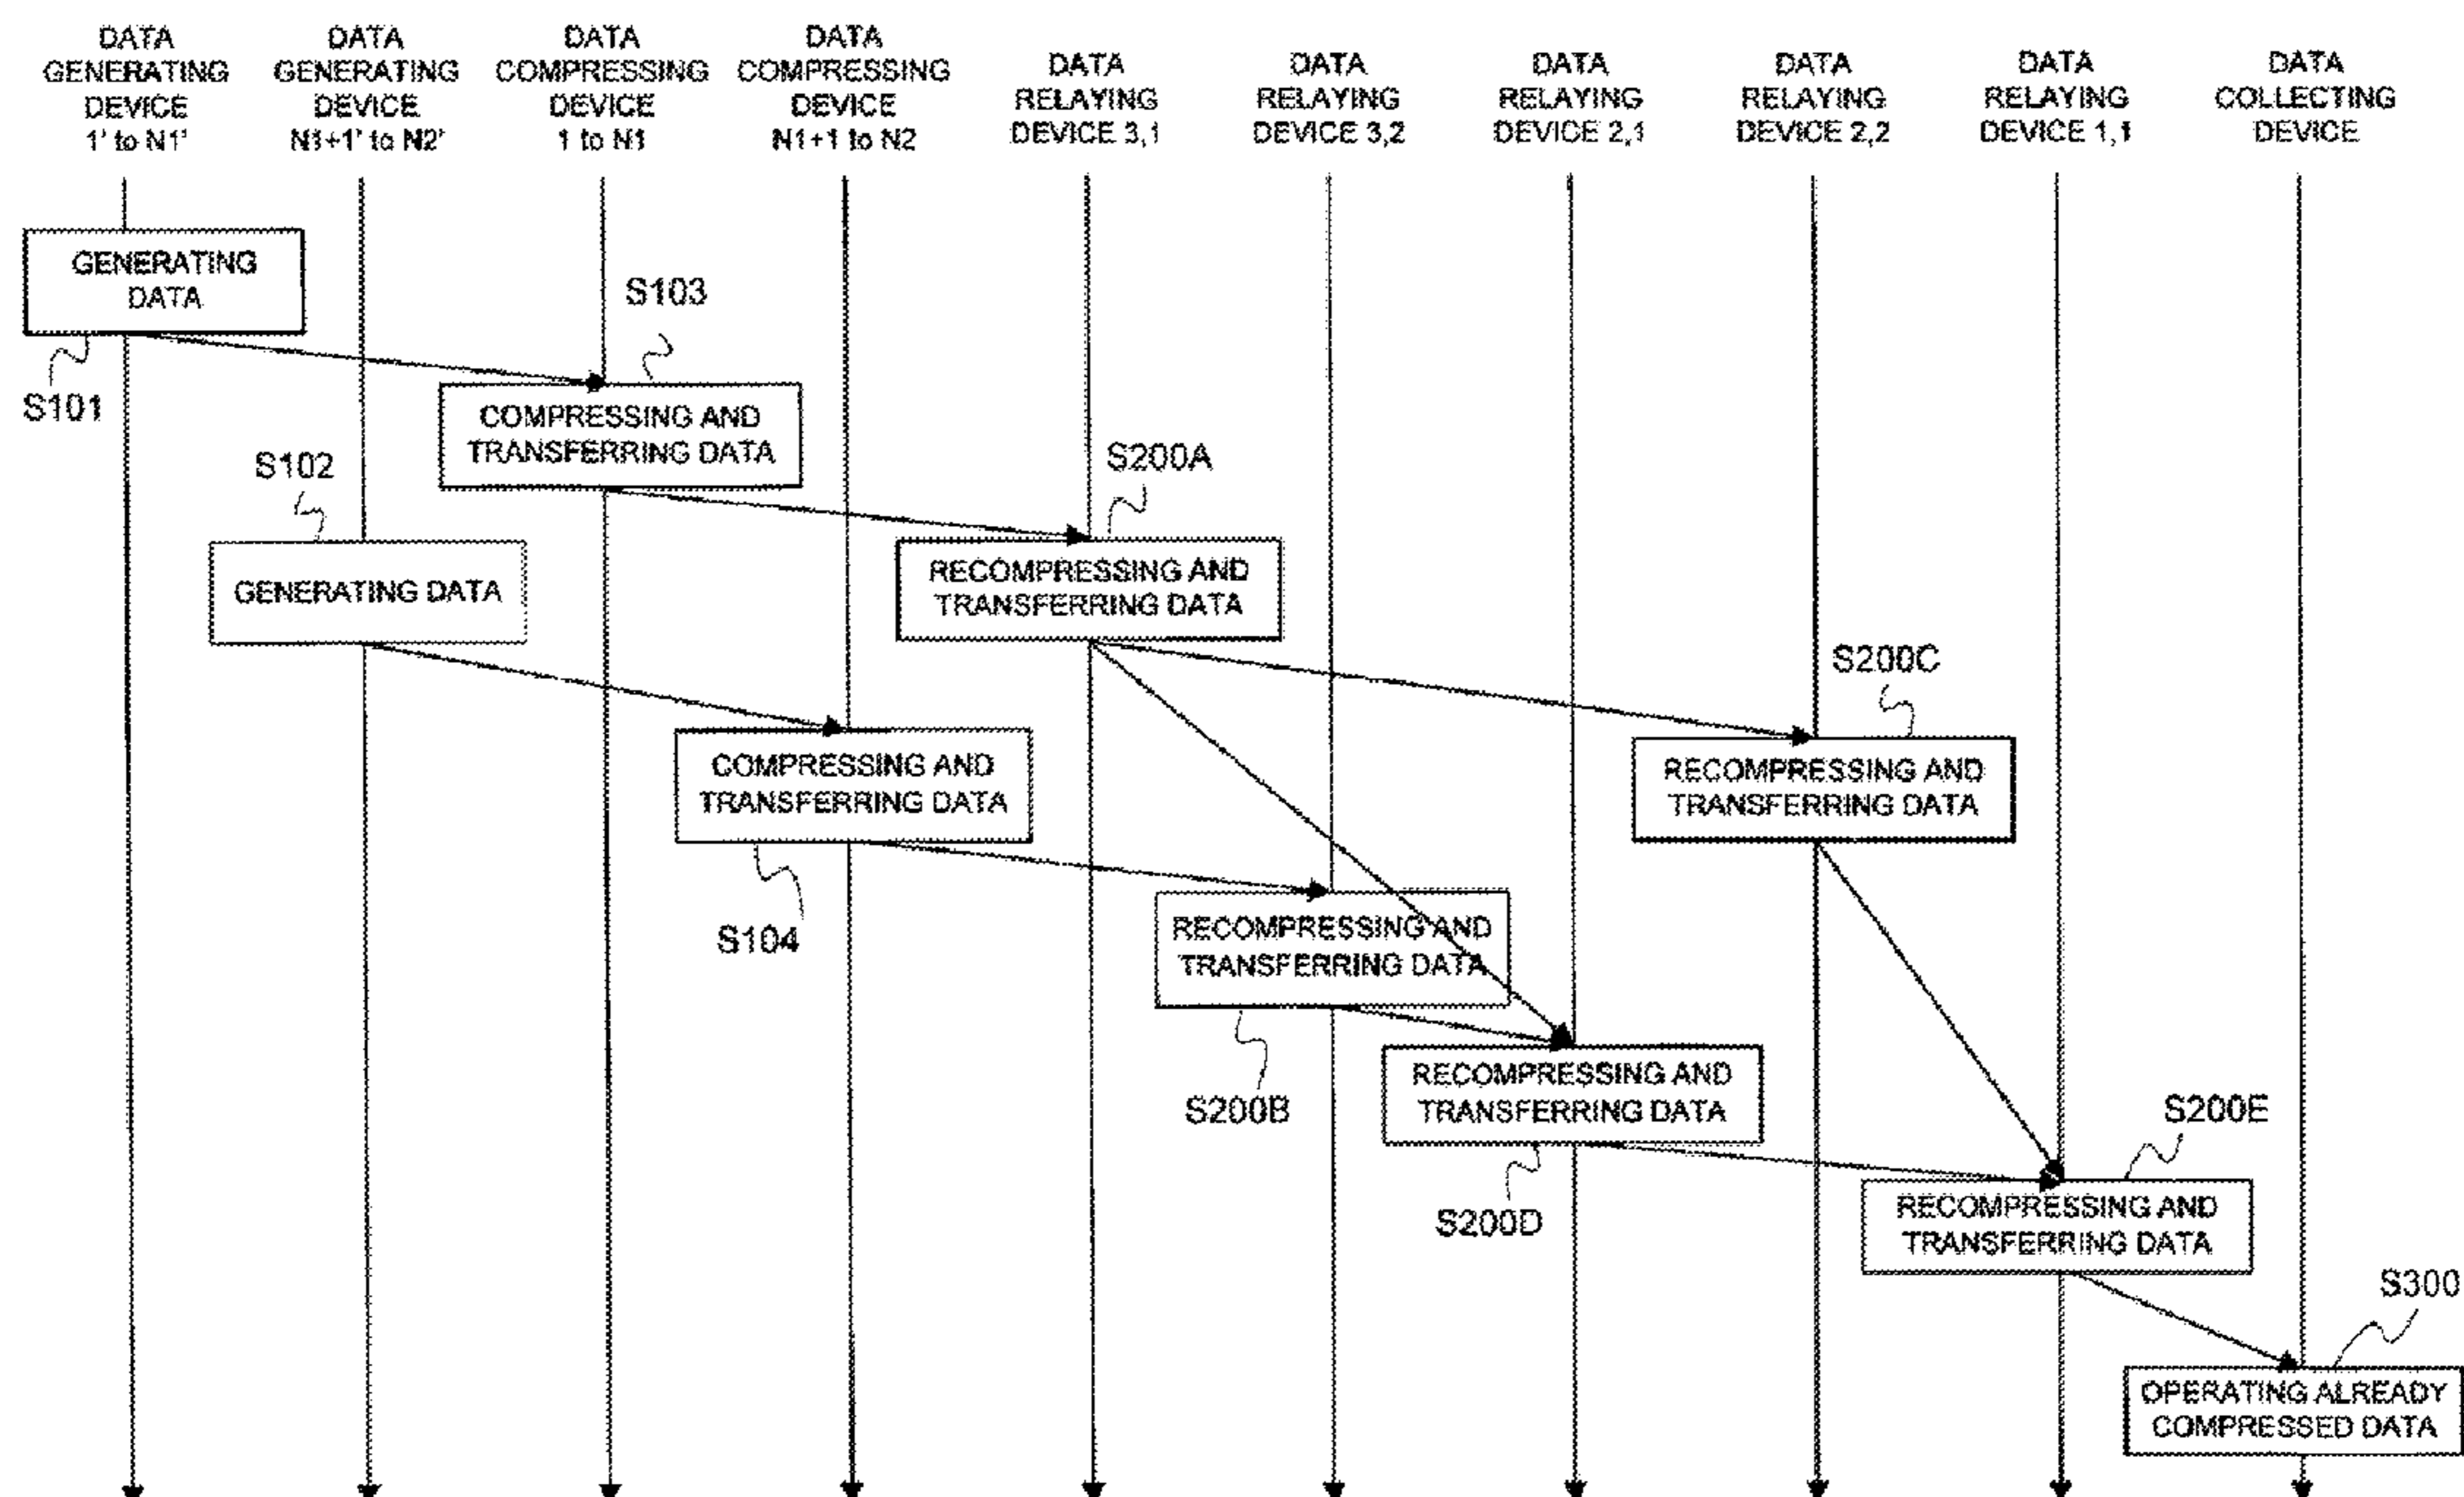 DATA
GENERATING
DEVICE
1' to N1'
DATA
GENERATING
DEVICE
N1+1' to N2'
DATA
COMPRESSING
DEVICE
1 to N1
DATA
COMPRESSING
DEVICE
N1+1 to N2
DATA
RELAYING
DEVICE 3,1
DATA
RELAYING
DEVICE 3,2
DATA
RELAYING
DEVICE 2,1
DATA
RELAYING
DEVICE 2,2
DATA
RELAYING
DEVICE 1,1
DATA
COLLECTING
DEVICE
GENERATING
DATA
S101
S103
COMPRESSING AND
TRANSFERRING DATA
S102
GENERATING DATA
S200A
RECOMPRESSING AND
TRANSFERRING DATA
S200C
RECOMPRESSING AND
TRANSFERRING DATA
COMPRESSING AND
TRANSFERRING DATA
S104
RECOMPRESSING AND
TRANSFERRING DATA
S200B
RECOMPRESSING AND
TRANSFERRING DATA
S200D
S200E
RECOMPRESSING AND
TRANSFERRING DATA
S300
OPERATING ALREADY
COMPRESSED DATA